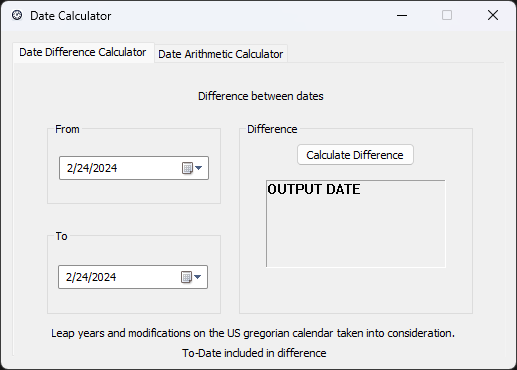 Date Calculator
Date Difference Calculator
Date Arithmetic Calculator
Difference between dates
From
2/24/2024
To
2/24/2024
Difference
Calculate Difference
OUTPUT DATE
Leap years and modifications on the US gregorian calendar taken into consideration.
To-Date included in difference